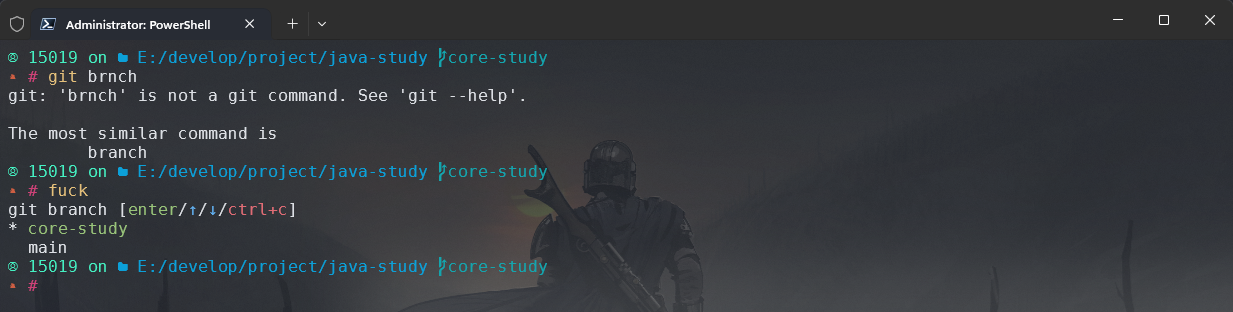 Administrator: PowerShell
15019 on E:/develop/project/java-study core-study
# git brnch
git: 'brnch' is not a git command. See 'git --help'.
The most similar command is
branch
15019 on E:/develop/project/java-study core-study
# fuck
git branch [enter/↑/↓/ctrl+c]
* core-study
main
15019 on E:/develop/project/java-study core-study
#